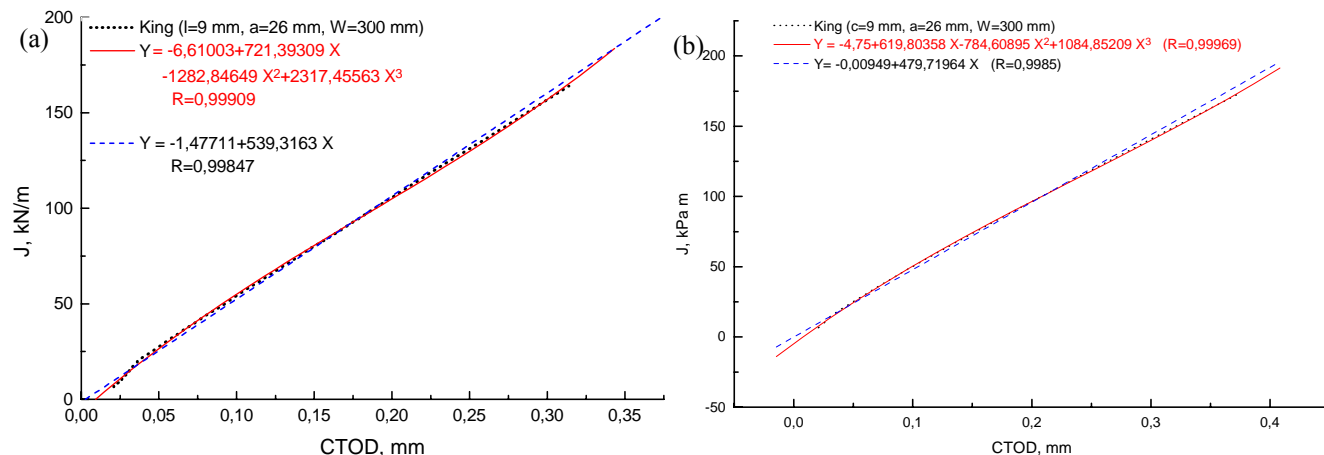 (a)
King (l=9 mm, a=26 mm, W=300 mm)
Y = -6,61003+721,39309 X
-1282,84649 X²+2317,45563 X³
R=0,99909
Y = -1,47711+539,3163 X
R=0,99847
200
150
100
50
0
J, kN/m
0,00 0,05 0,10 0,15 0,20 0,25 0,30 0,35
CTOD, mm
(b)
King (c=9 mm, a=26 mm, W=300 mm)
Y = -4,75+619,80358 X-784,60895 X²+1084,85209 X³ (R=0,99969)
Y= -0,00949+479,71964 X (R=0,9985)
200
150
100
50
0
-50
J, kPa m
0,0 0,1 0,2 0,3 0,4
CTOD, mm